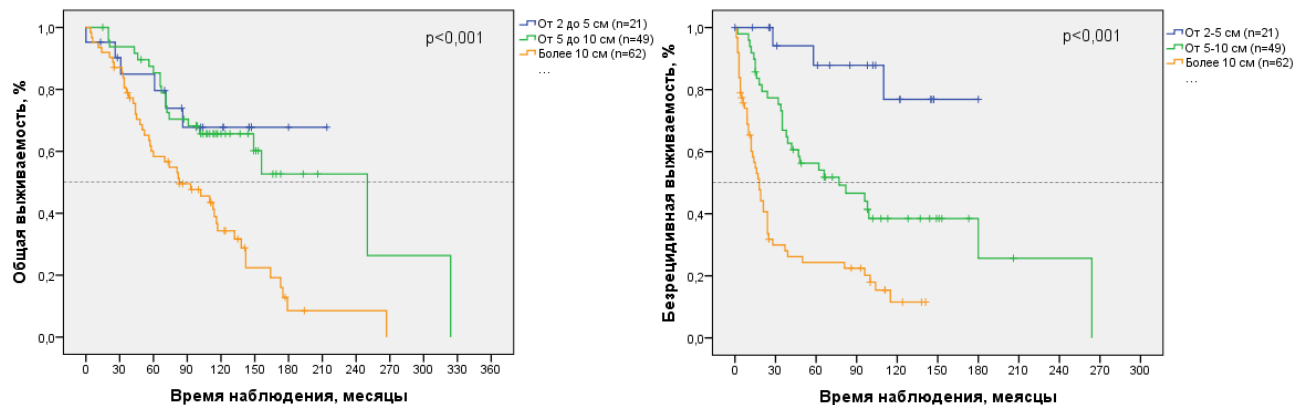 Общая выживаемость, %
1,0
0,8
0,6
0,4
0,2
0,0
p<0,001
0 30 60 90 120 150 180 210 240 270 300 330 360
Время наблюдения, месяцы
От 2 до 5 см (n=21)
От 5 до 10 см (n=49)
Более 10 см (n=62)
...
Безрецидивная выживаемость, %
1,0
0,8
0,6
0,4
0,2
0,0
p<0,001
0 30 60 90 120 150 180 210 240 270 300
Время наблюдения, меясцы
От 2-5 см (n=21)
От 5-10 см (n=49)
Более 10 см (n=62)
...